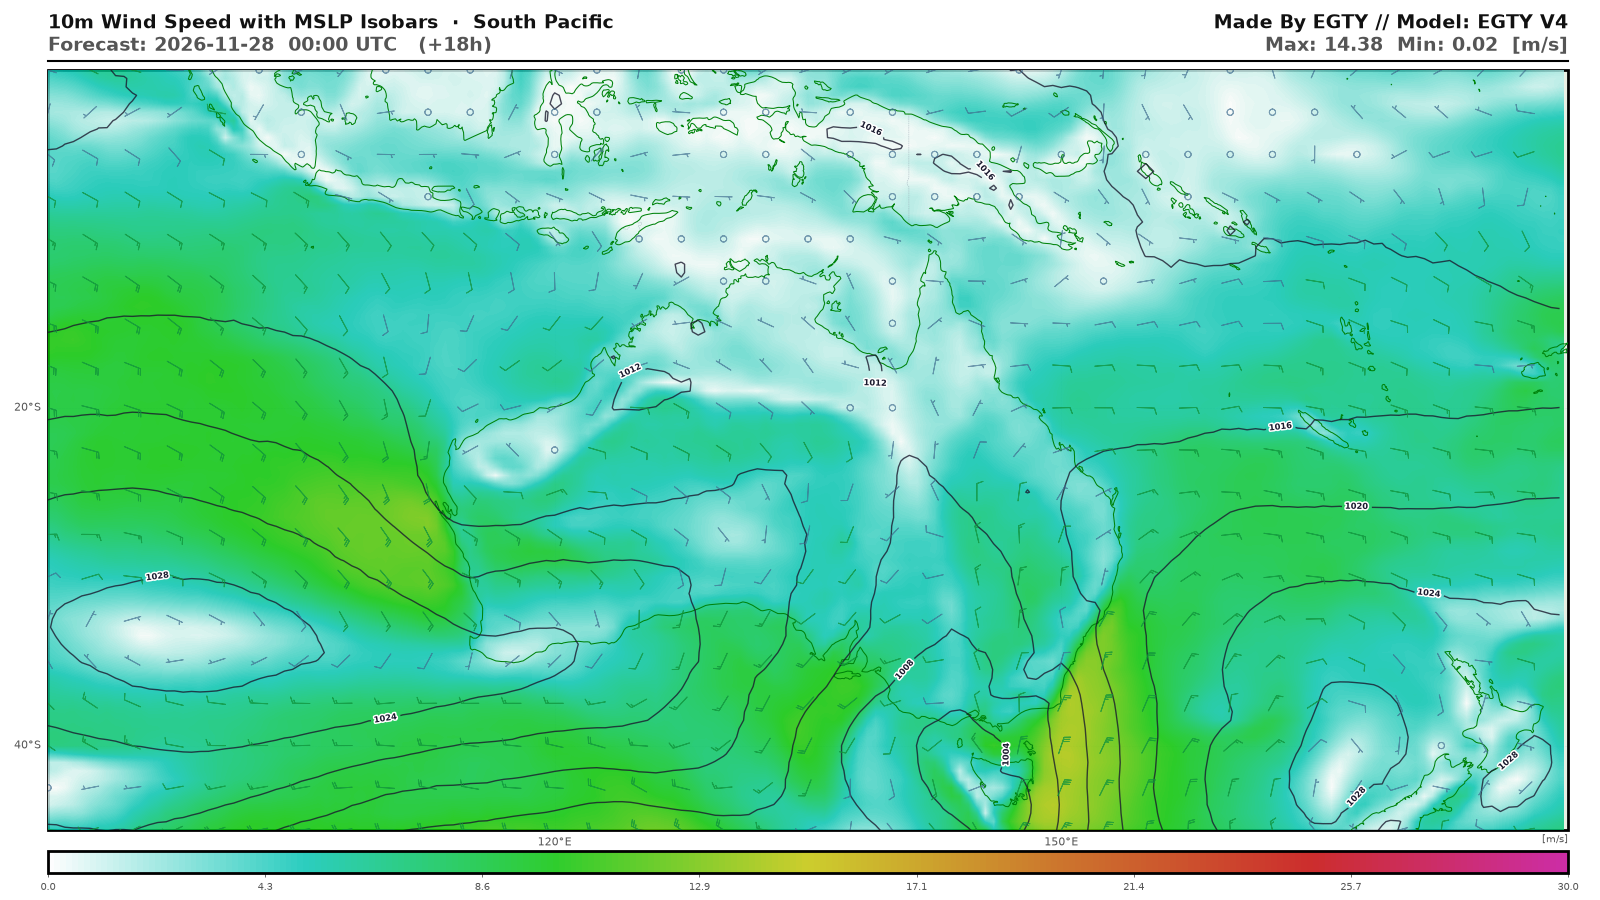 10m Wind Speed with MSLP Isobars · South Pacific
Made By EGTY // Model: EGTY V4
Forecast: 2026-11-28 00:00 UTC (+18h)
Max: 14.38 Min: 0.02 [m/s]
1016
1016
1012
1012
20°S
1016
1020
1028
1024
1008
1024
40°S
1004
1028
1028
120°E
150°E
[m/s]
0.0
4.3
8.6
12.9
17.1
21.4
25.7
30.0